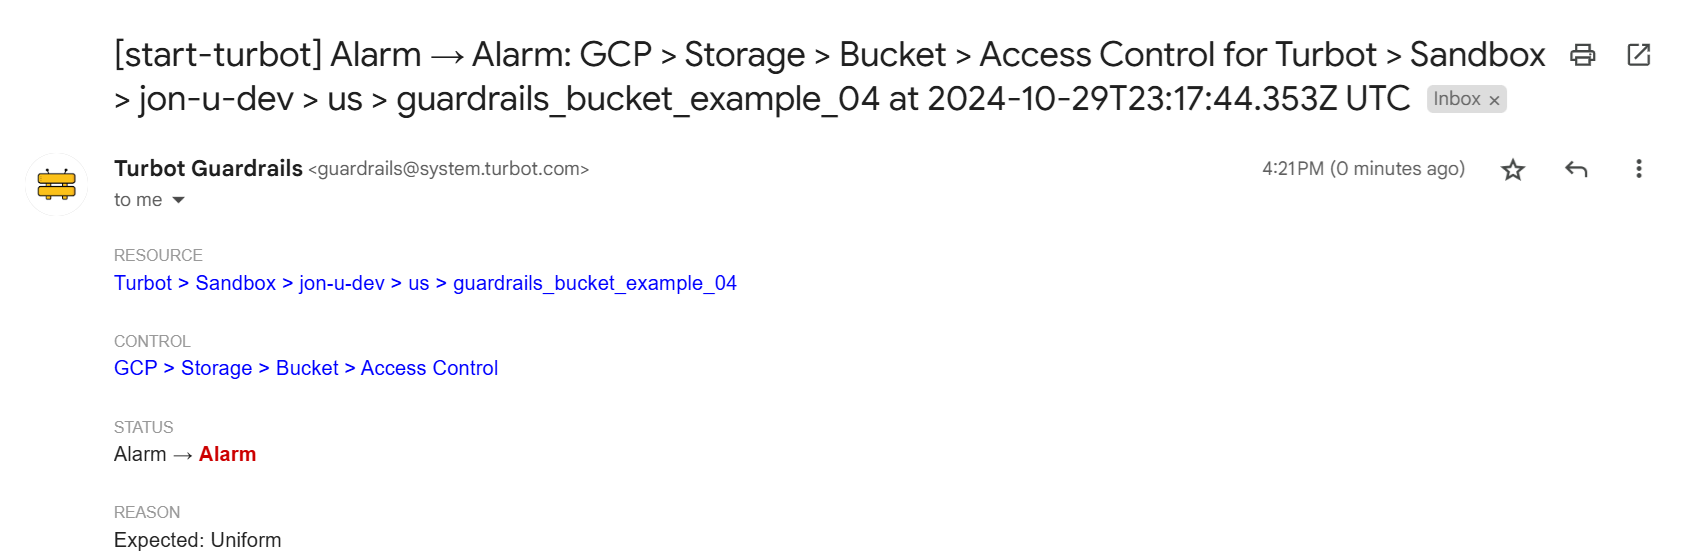 [start-turbot] Alarm → Alarm: GCP > Storage > Bucket > Access Control for Turbot > Sandbox
> jon-u-dev > us > guardrails_bucket_example_04 at 2024-10-29T23:17:44.353Z UTC Inbox ×
Turbot Guardrails <guardrails@system.turbot.com> 4:21 PM (0 minutes ago)
to me
RESOURCE
Turbot > Sandbox > jon-u-dev > us > guardrails_bucket_example_04
CONTROL
GCP > Storage > Bucket > Access Control
STATUS
Alarm → Alarm
REASON
Expected: Uniform